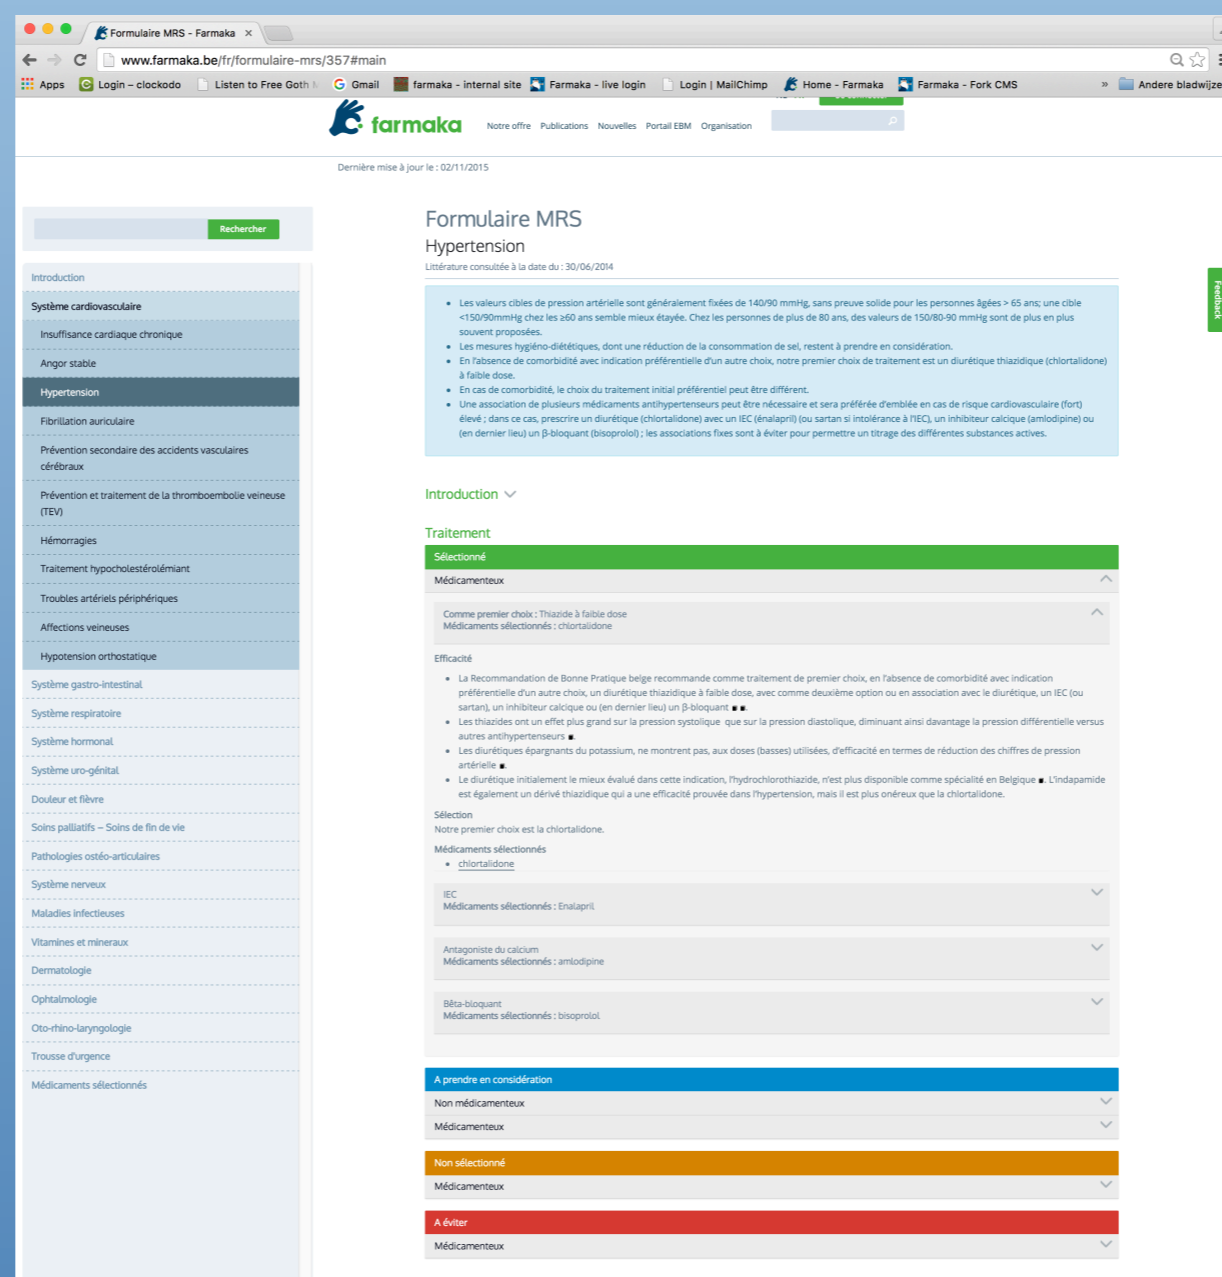 Formulaire MRS - Farmaka ×
www.farmaka.be/fr/formulaire-mrs/357#main
Apps Login – clockodo Listen to Free Goth Gmail farmaka - internal site Farmaka - live login Login | MailChimp Home - Farmaka Farmaka - Fork CMS » Andere bladwijze
farmaka Notre offre Publications Nouvelles Portail EBM Organisation
Dernière mise à jour le : 02/11/2015
Rechercher
Introduction
Système cardiovasculaire
Insuffisance cardiaque chronique
Angor stable
Hypertension
Fibrillation auriculaire
Prévention secondaire des accidents vasculaires
cérébraux
Prévention et traitement de la thromboembolie veineuse
(TEV)
Hémorragies
Traitement hypocholestérolémiant
Troubles artériels périphériques
Affections veineuses
Hypotension orthostatique
Système gastro-intestinal
Système respiratoire
Système hormonal
Système uro-génital
Douleur et fièvre
Soins palliatifs – Soins de fin de vie
Pathologies ostéo-articulaires
Système nerveux
Maladies infectieuses
Vitamines et mineraux
Dermatologie
Ophtalmologie
Oto-rhino-laryngologie
Trousse d'urgence
Médicaments sélectionnés
Formulaire MRS
Hypertension
Littérature consultée à la date du : 30/06/2014
• Les valeurs cibles de pression artérielle sont généralement fixées de 140/90 mmHg, sans preuve solide pour les personnes âgées > 65 ans; une cible
<150/90mmHg chez les ≥60 ans semble mieux étayée. Chez les personnes de plus de 80 ans, des valeurs de 150/80-90 mmHg sont de plus en plus
souvent proposées.
• Les mesures hygiéno-diététiques, dont une réduction de la consommation de sel, restent à prendre en considération.
• En l'absence de comorbidité avec indication préférentielle d'un autre choix, notre premier choix de traitement est un diurétique thiazidique (chlortalidone)
à faible dose.
• En cas de comorbidité, le choix du traitement initial préférentiel peut être différent.
• Une association de plusieurs médicaments antihypertenseurs peut être nécessaire et sera préférée d'emblée en cas de risque cardiovasculaire (fort)
élevé ; dans ce cas, prescrire un diurétique (chlortalidone) avec un IEC (énalapril) (ou sartan si intolérance à l'IEC), un inhibiteur calcique (amlodipine) ou
(en dernier lieu) un β-bloquant (bisoprolol) ; les associations fixes sont à éviter pour permettre un titrage des différentes substances actives.
Introduction
Traitement
Sélectionné
Médicamenteux
Comme premier choix : Thiazide à faible dose
Médicaments sélectionnés : chlortalidone
Efficacité
• La Recommandation de Bonne Pratique belge recommande comme traitement de premier choix, en l'absence de comorbidité avec indication
préférentielle d'un autre choix, un diurétique thiazidique à faible dose, avec comme deuxième option ou en association avec le diurétique, un IEC (ou
sartan), un inhibiteur calcique ou (en dernier lieu) un β-bloquant .
• Les thiazides ont un effet plus grand sur la pression systolique que sur la pression diastolique, diminuant ainsi davantage la pression différentielle versus
autres antihypertenseurs .
• Les diurétiques épargnants du potassium, ne montrent pas, aux doses (basses) utilisées, d'efficacité en termes de réduction des chiffres de pression
artérielle .
• Le diurétique initialement le mieux évalué dans cette indication, l'hydrochlorothiazide, n'est plus disponible comme spécialité en Belgique . L'indapamide
est également un dérivé thiazidique qui a une efficacité prouvée dans l'hypertension, mais il est plus onéreux que la chlortalidone.
Sélection
Notre premier choix est la chlortalidone.
Médicaments sélectionnés
• chlortalidone
IEC
Médicaments sélectionnés : Enalapril
Antagoniste du calcium
Médicaments sélectionnés : amlodipine
Bêta-bloquant
Médicaments sélectionnés : bisoprolol
A prendre en considération
Non médicamenteux
Médicamenteux
Non sélectionné
Médicamenteux
A éviter
Médicamenteux
Feedback